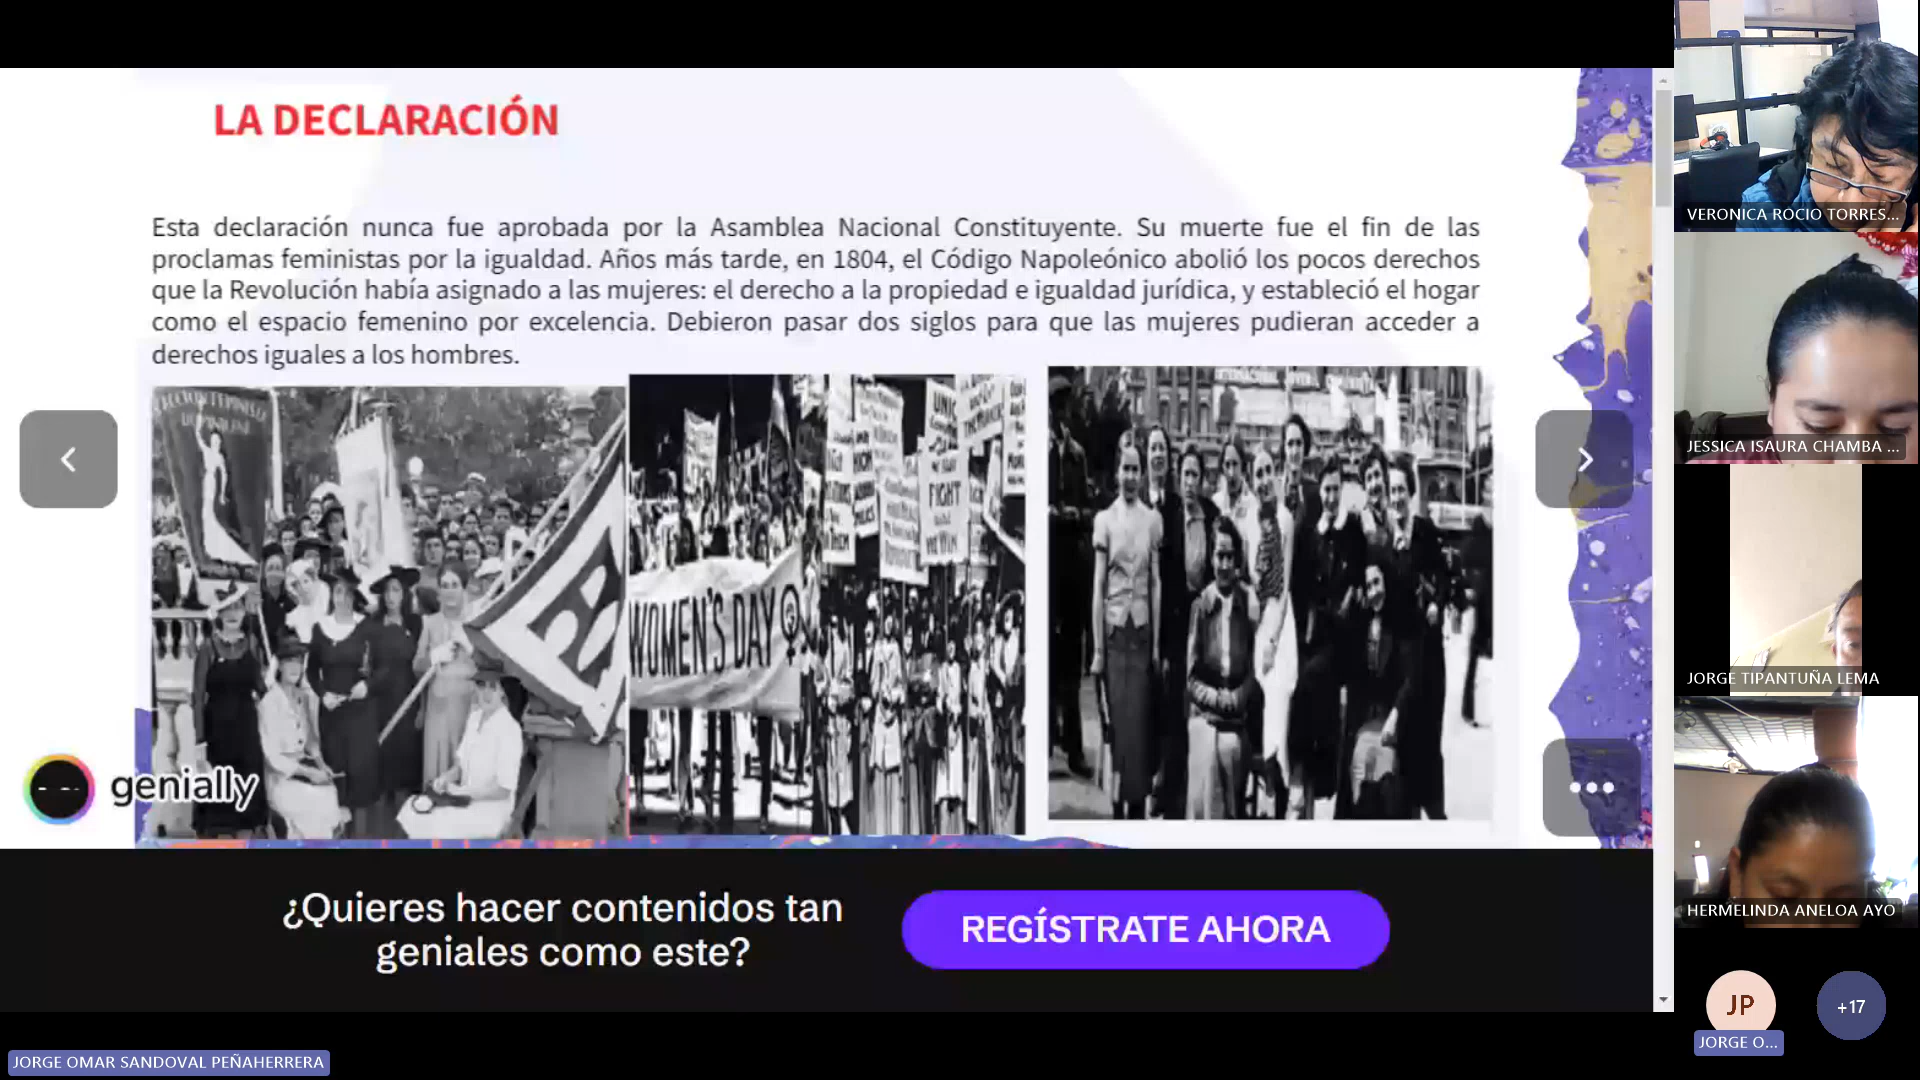 LA DECLARACIÓN
Esta declaración nunca fue aprobada por la Asamblea Nacional Constituyente. Su muerte fue el fin de las
proclamas feministas por la igualdad. Años más tarde, en 1804, el Código Napoleónico abolió los pocos derechos
que la Revolución había asignado a las mujeres: el derecho a la propiedad e igualdad jurídica, y estableció el hogar
como el espacio femenino por excelencia. Debieron pasar dos siglos para que las mujeres pudieran acceder a
derechos iguales a los hombres.
FIGHT
WOMEN'S DAY
genially
¿Quieres hacer contenidos tan
geniales como este?
REGÍSTRATE AHORA
JORGE OMAR SANDOVAL PEÑAHERRERA
VERONICA ROCIO TORRES...
JESSICA ISAURA CHAMBA ...
JORGE TIPANTUÑA LEMA
HERMELINDA ANELOA AYO
JP
+17
JORGE O...